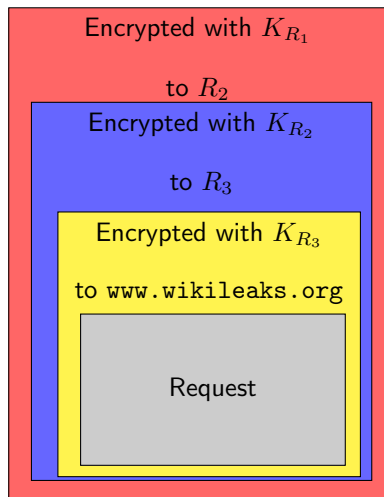 Encrypted with K_{R_1}
to R_2
Encrypted with K_{R_2}
to R_3
Encrypted with K_{R_3}
to www.wikileaks.org
Request